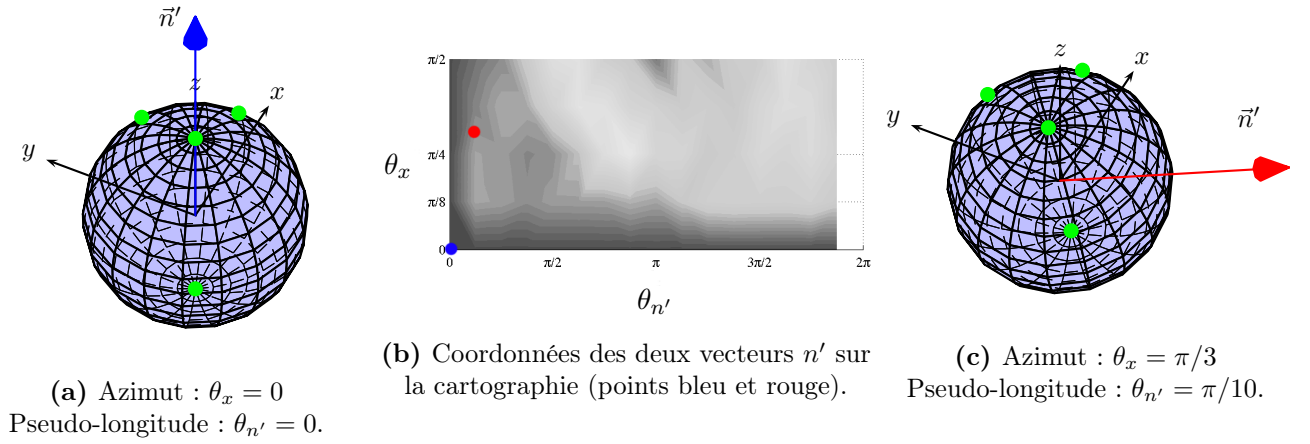 n⃗′
z
x
y
(a) Azimut : θx = 0
Pseudo-longitude : θn′ = 0.
π/2
π/4
π/8
0
θx
0
π/2
π
3π/2
2π
θn′
(b) Coordonnées des deux vecteurs n′ sur
la cartographie (points bleu et rouge).
z
x
y
n⃗′
(c) Azimut : θx = π/3
Pseudo-longitude : θn′ = π/10.